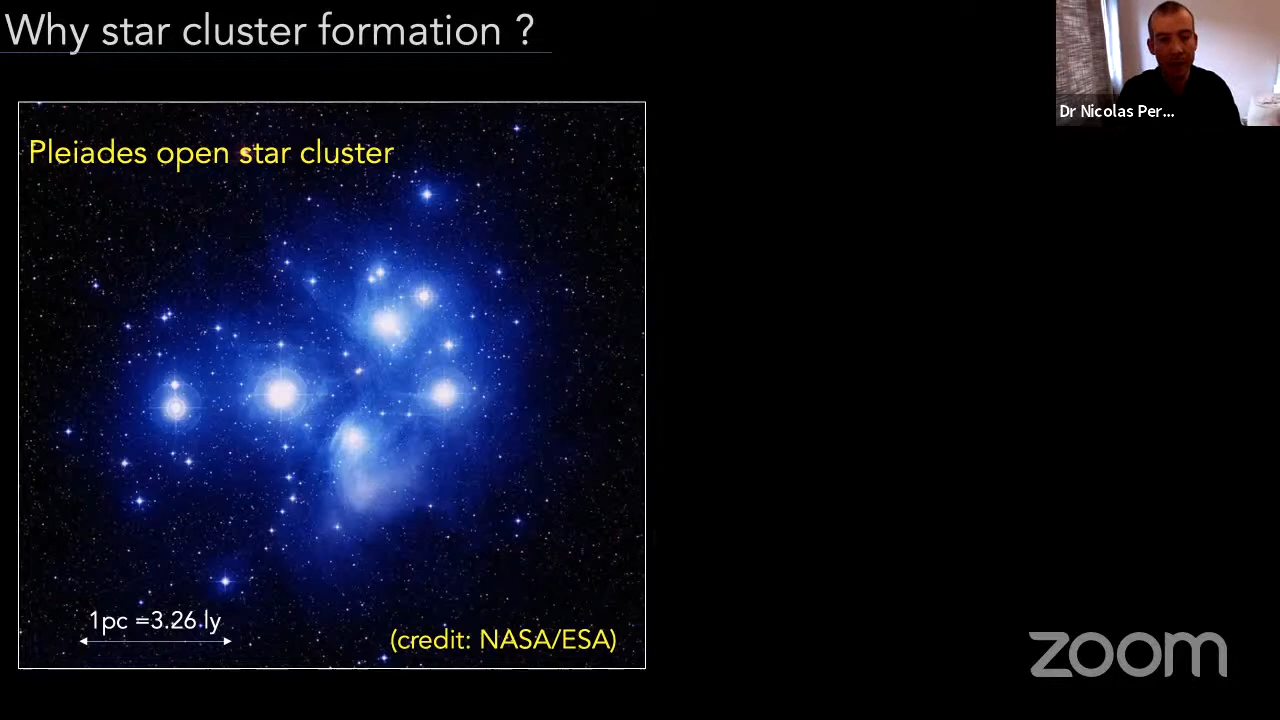 Why star cluster formation ?
Dr Nicolas Per...
Pleiades open star cluster
1pc =3.26 ly
(credit: NASA/ESA)
zoom